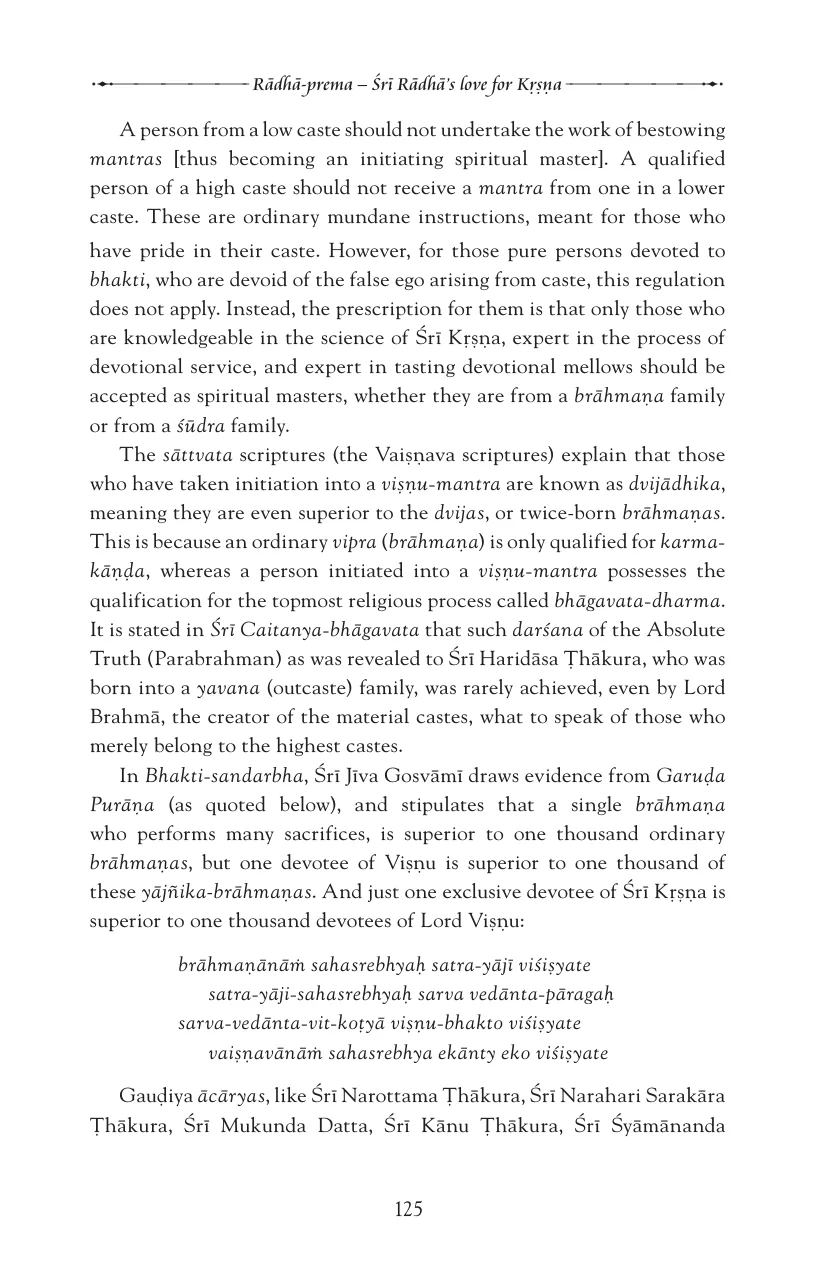 Rādhā-prema – Śrī Rādhā's love for Kṛṣṇa
A person from a low caste should not undertake the work of bestowing
mantras [thus becoming an initiating spiritual master]. A qualified
person of a high caste should not receive a mantra from one in a lower
caste. These are ordinary mundane instructions, meant for those who
have pride in their caste. However, for those pure persons devoted to
bhakti, who are devoid of the false ego arising from caste, this regulation
does not apply. Instead, the prescription for them is that only those who
are knowledgeable in the science of Śrī Kṛṣṇa, expert in the process of
devotional service, and expert in tasting devotional mellows should be
accepted as spiritual masters, whether they are from a brāhmaṇa family
or from a śūdra family.
The sāttvata scriptures (the Vaiṣṇava scriptures) explain that those
who have taken initiation into a viṣṇu-mantra are known as dvijādhika,
meaning they are even superior to the dvijas, or twice-born brāhmaṇas.
This is because an ordinary vipra (brāhmaṇa) is only qualified for karma-
kāṇḍa, whereas a person initiated into a viṣṇu-mantra possesses the
qualification for the topmost religious process called bhāgavata-dharma.
It is stated in Śrī Caitanya-bhāgavata that such darśana of the Absolute
Truth (Parabrahman) as was revealed to Śrī Haridāsa Ṭhākura, who was
born into a yavana (outcaste) family, was rarely achieved, even by Lord
Brahmā, the creator of the material castes, what to speak of those who
merely belong to the highest castes.
In Bhakti-sandarbha, Śrī Jīva Gosvāmī draws evidence from Garuḍa
Purāṇa (as quoted below), and stipulates that a single brāhmaṇa
who performs many sacrifices, is superior to one thousand ordinary
brāhmaṇas, but one devotee of Viṣṇu is superior to one thousand of
these yājñika-brāhmaṇas. And just one exclusive devotee of Śrī Kṛṣṇa is
superior to one thousand devotees of Lord Viṣṇu:
brāhmaṇānāṁ sahasrebhyaḥ satra-yājī viśiṣyate
satra-yāji-sahasrebhyaḥ sarva vedānta-pāragaḥ
sarva-vedānta-vit-koṭyā viṣṇu-bhakto viśiṣyate
vaiṣṇavānāṁ sahasrebhya ekānty eko viśiṣyate
Gauḍiya ācāryas, like Śrī Narottama Ṭhākura, Śrī Narahari Sarakāra
Ṭhākura, Śrī Mukunda Datta, Śrī Kānu Ṭhākura, Śrī Śyāmānanda
125